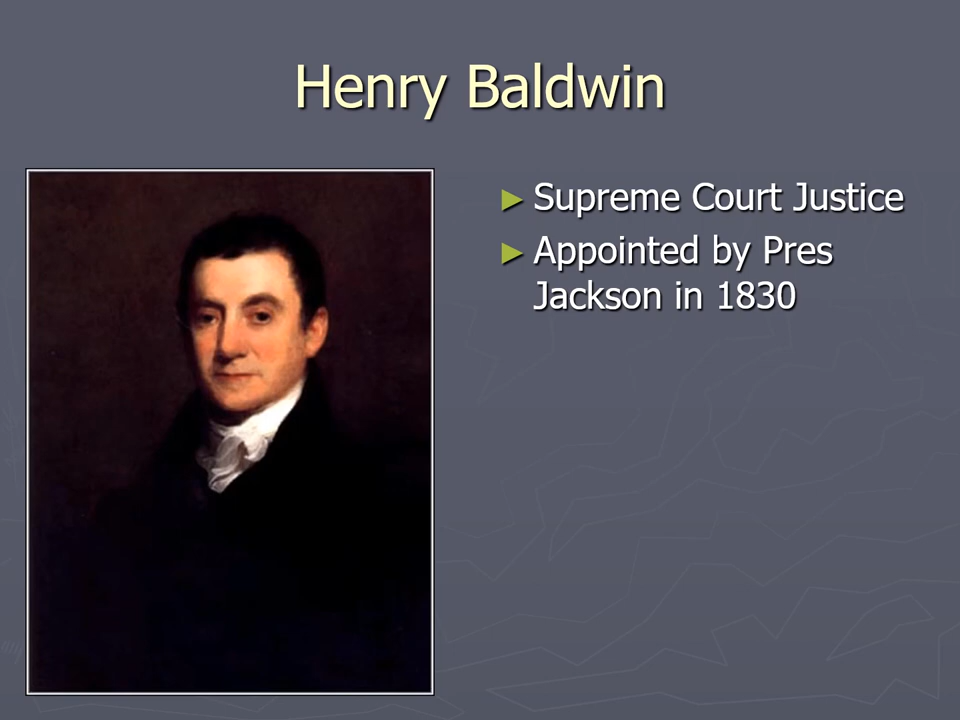 Henry Baldwin
► Supreme Court Justice
► Appointed by Pres
Jackson in 1830